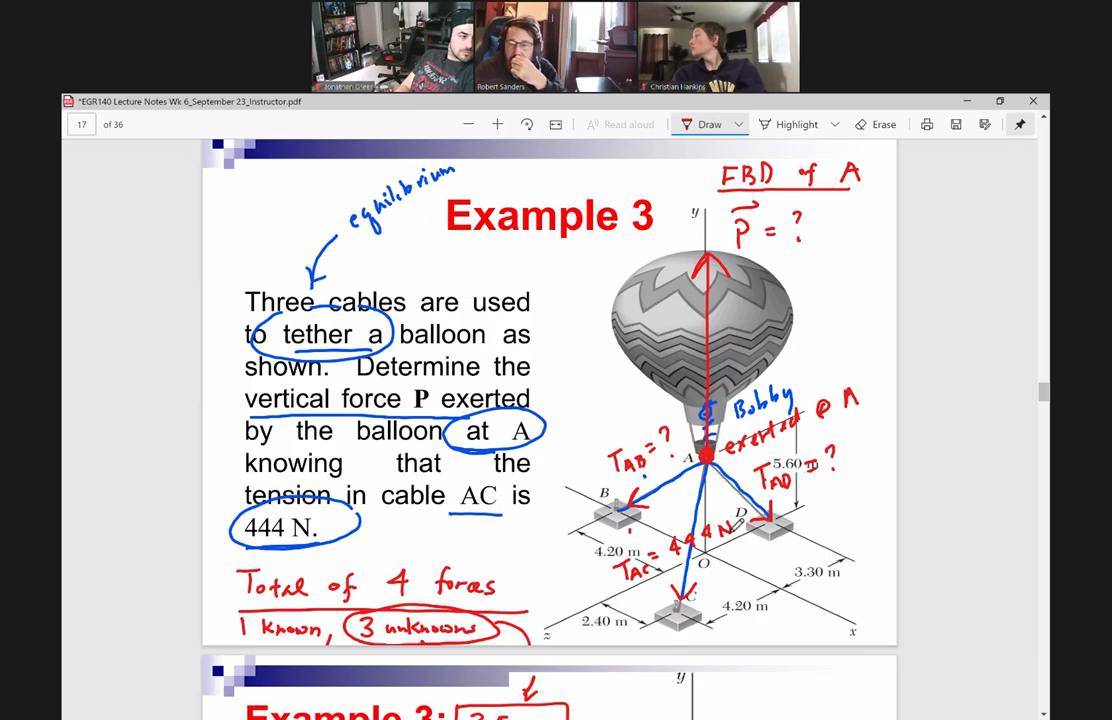 Jonathan Greer
Robert Sanders
Christian Hankins
*EGR140 Lecture Notes Wk 6_September 23_Instructor.pdf
17 of 36
Read aloud
Draw
Highlight
Erase
equilibrium
FBD of A
Example 3
y
P = ?
Three cables are used
to tether a balloon as
shown. Determine the
vertical force P exerted
by the balloon at A
knowing that the
tension in cable AC is
444 N.
Bobby
exerted @ A
A
TAB = ?
5.60 m
TAD = ?
B
D
4.20 m
TAC = 444 N
O
3.30 m
C
4.20 m
2.40 m
z
x
Total of 4 forces
1 known, 3 unknowns
y
Example 3: